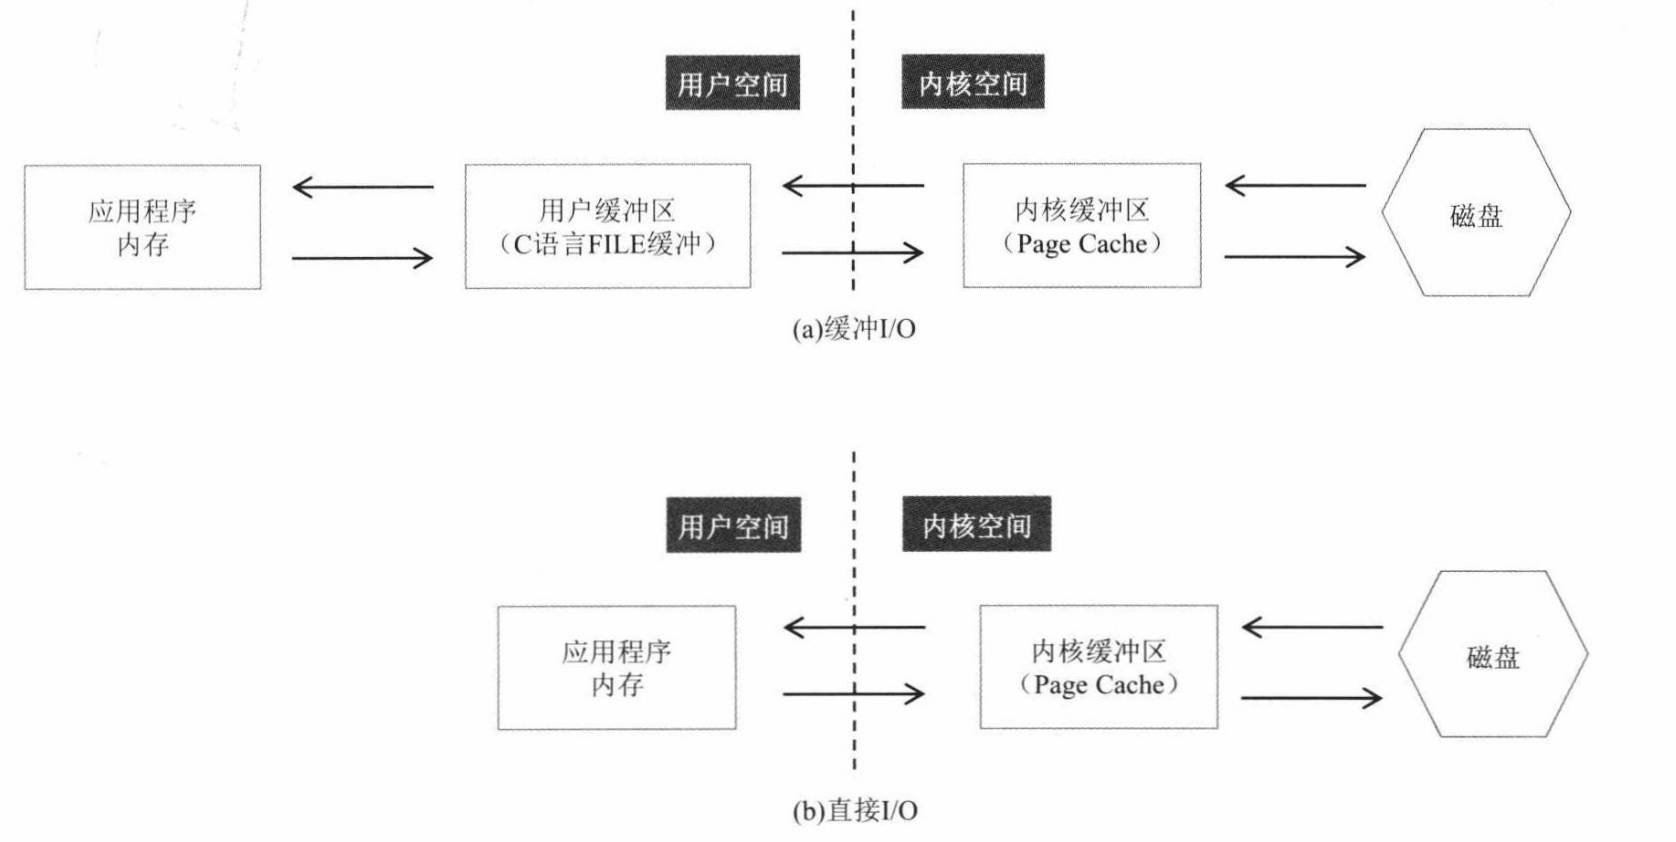 用户空间
内核空间
应用程序
内存
用户缓冲区
（C语言FILE缓冲）
内核缓冲区
（Page Cache）
磁盘
(a)缓冲I/O
用户空间
内核空间
应用程序
内存
内核缓冲区
（Page Cache）
磁盘
(b)直接I/O